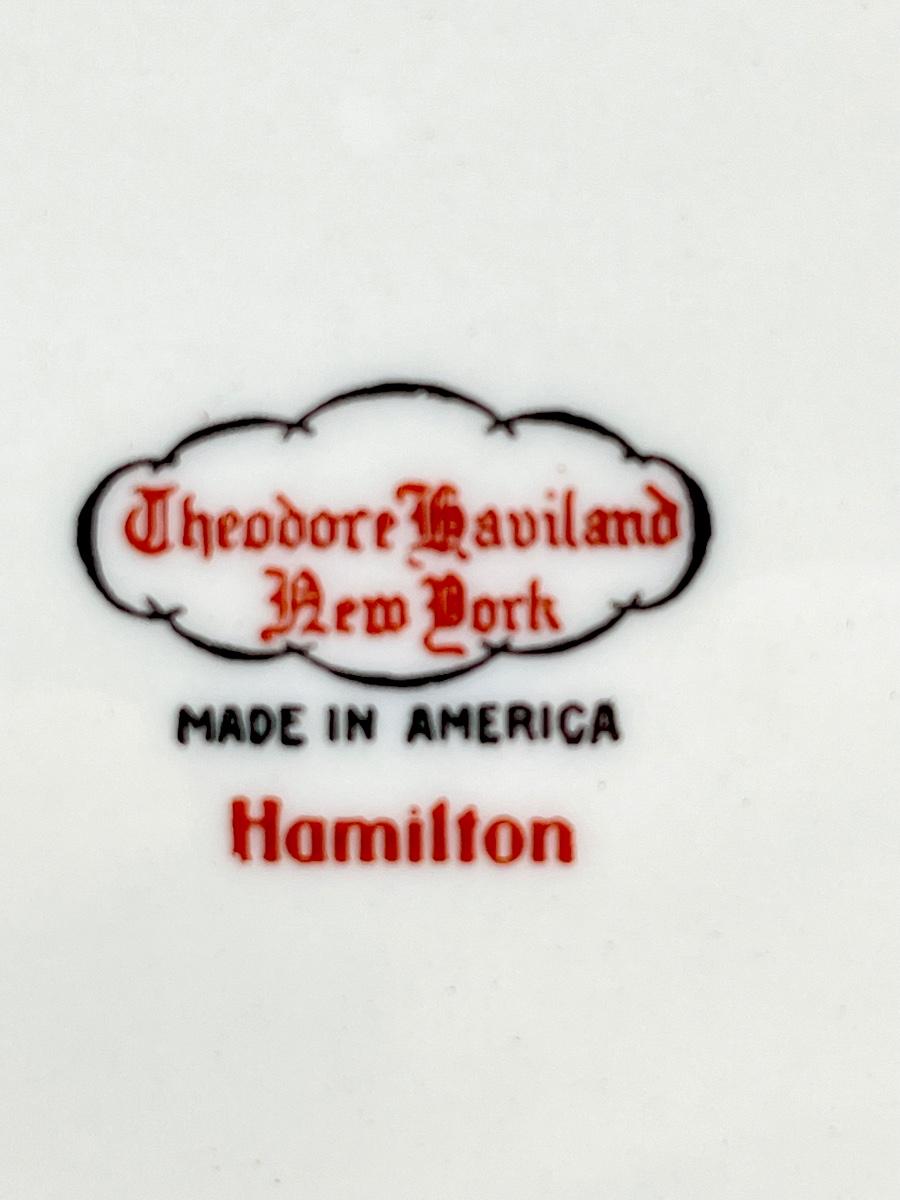 Theodore Haviland
New York
MADE IN AMERICA
Hamilton